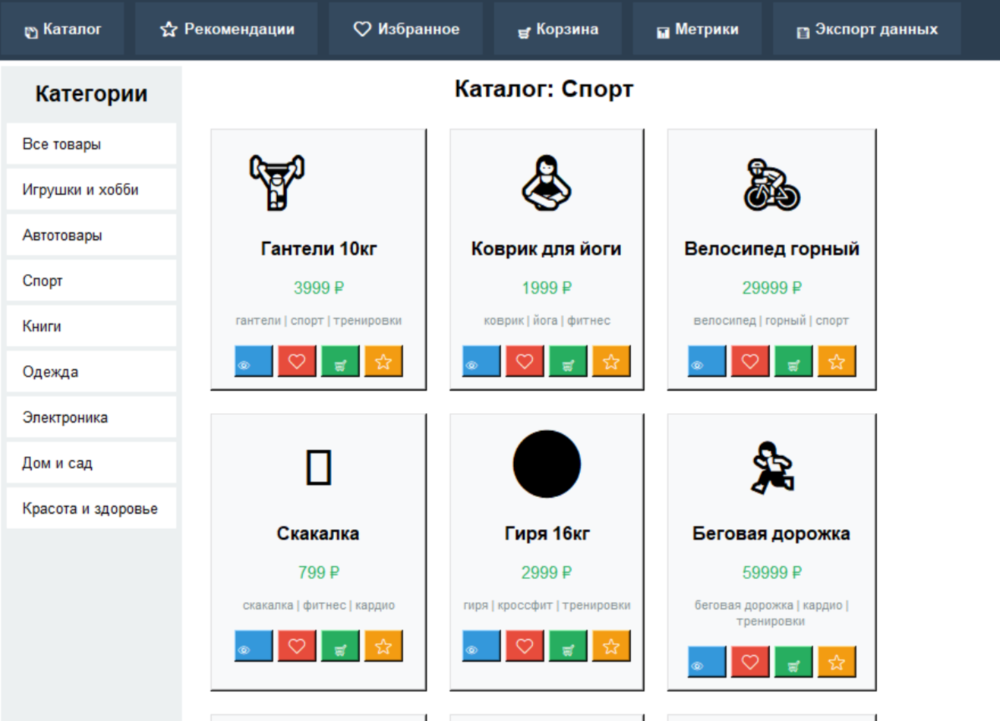 Каталог
Рекомендации
Избранное
Корзина
Метрики
Экспорт данных
Категории
Все товары
Игрушки и хобби
Автотовары
Спорт
Книги
Одежда
Электроника
Дом и сад
Красота и здоровье
Каталог: Спорт
Гантели 10кг
3999 ₽
гантели | спорт | тренировки
Коврик для йоги
1999 ₽
коврик | йога | фитнес
Велосипед горный
29999 ₽
велосипед | горный | спорт
Скакалка
799 ₽
скакалка | фитнес | кардио
Гиря 16кг
2999 ₽
гиря | кроссфит | тренировки
Беговая дорожка
59999 ₽
беговая дорожка | кардио |
тренировки